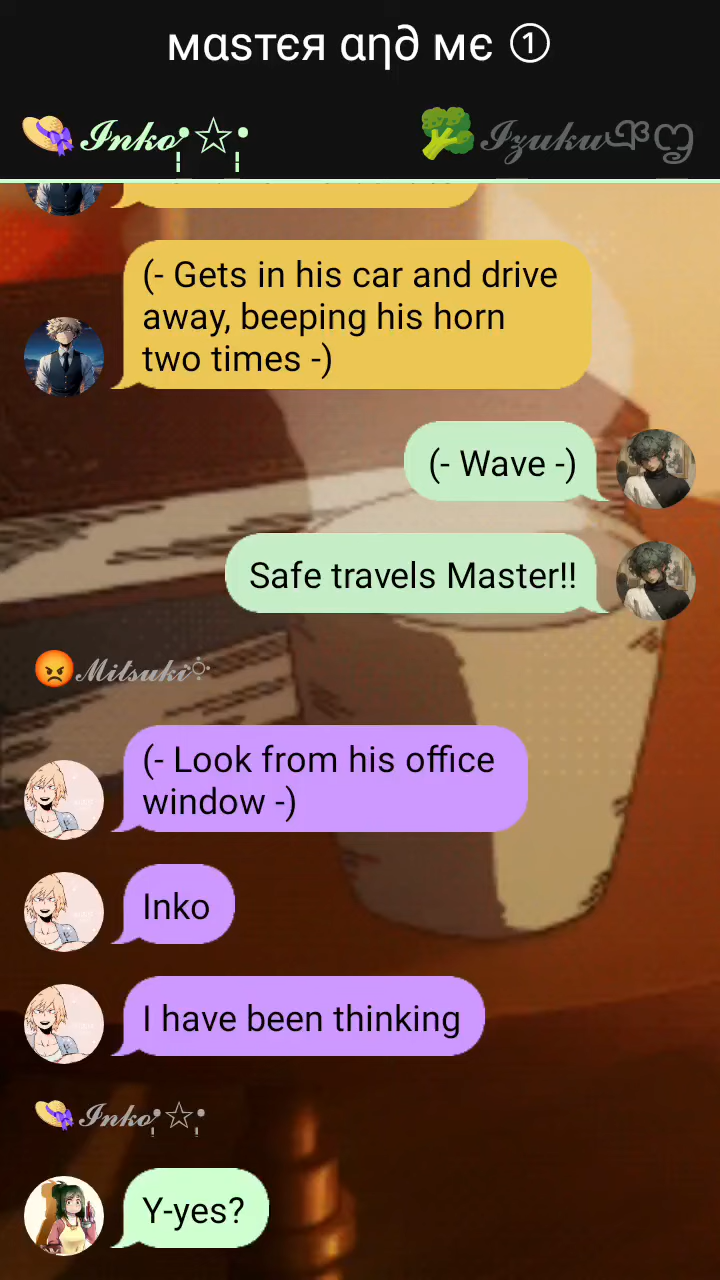 мαѕтєя αη∂ мє ①
👒𝓘𝓷𝓴𝓸•☆•
🥦𝓘𝔃𝓾𝓴𝓾
(- Gets in his car and drive
away, beeping his horn
two times -)
(- Wave -)
Safe travels Master!!
😡𝓜𝓲𝓽𝓼𝓾𝓴𝓲
(- Look from his office
window -)
Inko
I have been thinking
👒𝓘𝓷𝓴𝓸•☆•
Y-yes?